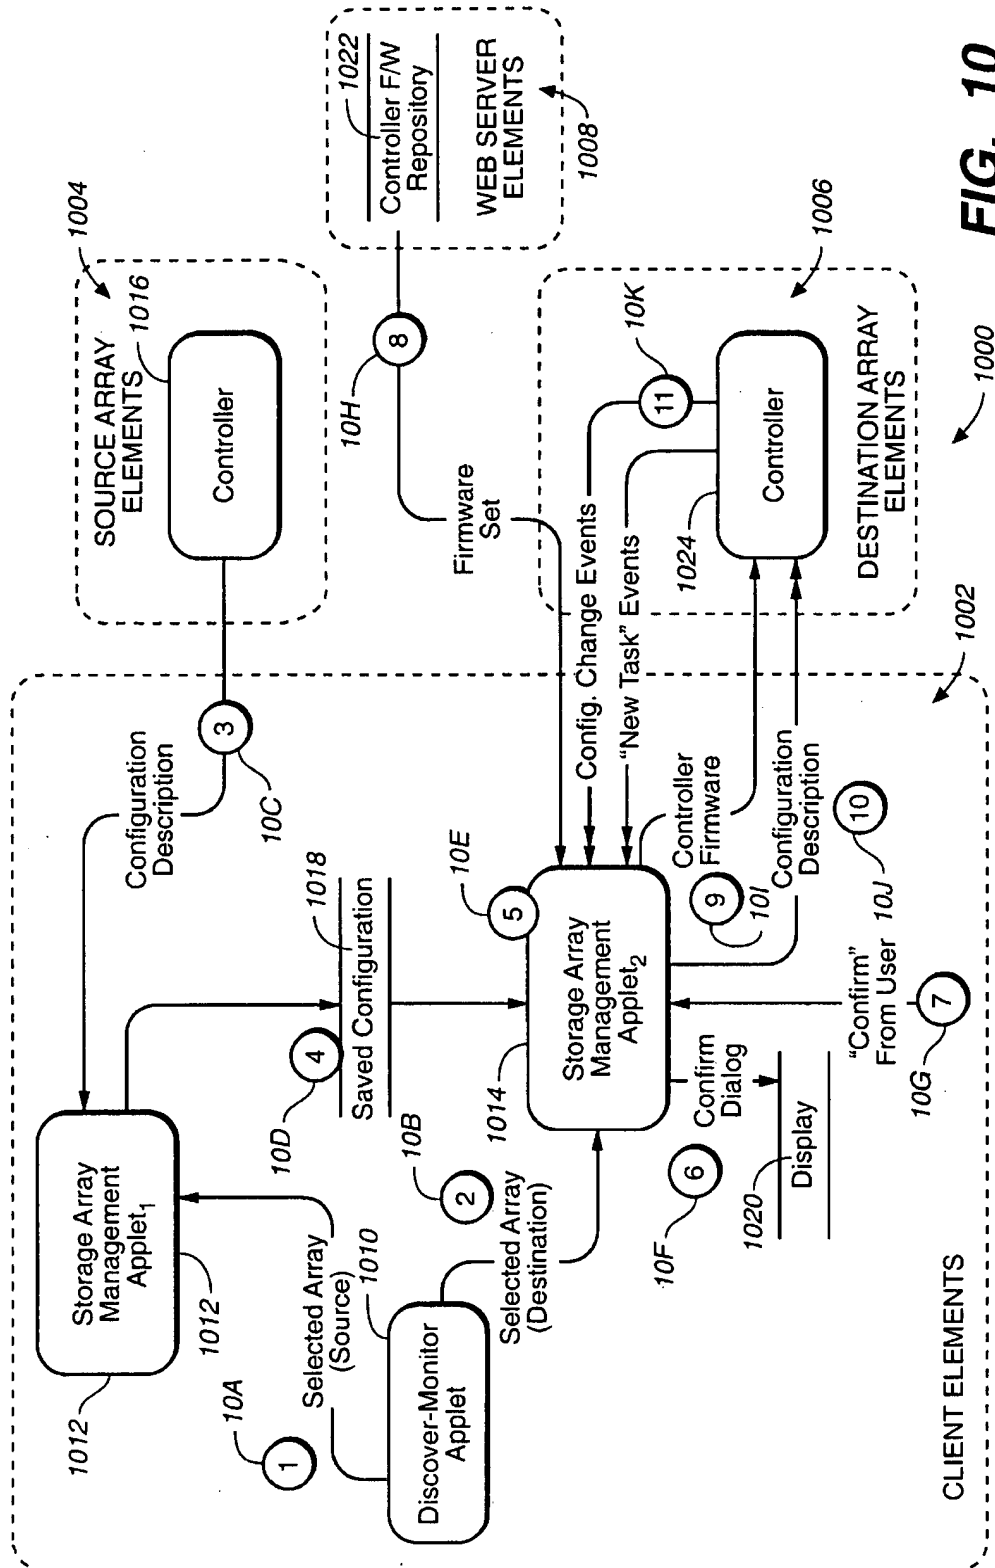 SOURCE ARRAY
ELEMENTS
1004
1016
Controller
1022
Controller F/W
Repository
WEB SERVER
ELEMENTS
1008
Storage Array
Management
Applet1
1012
1012
Configuration
Description
3
10C
8
10H
Firmware
Set
10A
1
Selected Array
(Source)
4
10D
1018
Saved Configuration
10E
5
Config. Change Events
"New Task" Events
11
10K
1006
1024
Controller
DESTINATION ARRAY
ELEMENTS
1010
Discover-Monitor
Applet
10B
2
Selected Array
(Destination)
1014
Storage Array
Management
Applet2
Controller
Firmware
9
10I
Configuration
Description
10
10J
6
10F
Confirm
Dialog
1020
Display
"Confirm"
From User
7
10G
CLIENT ELEMENTS
1002
1000
FIG. 10